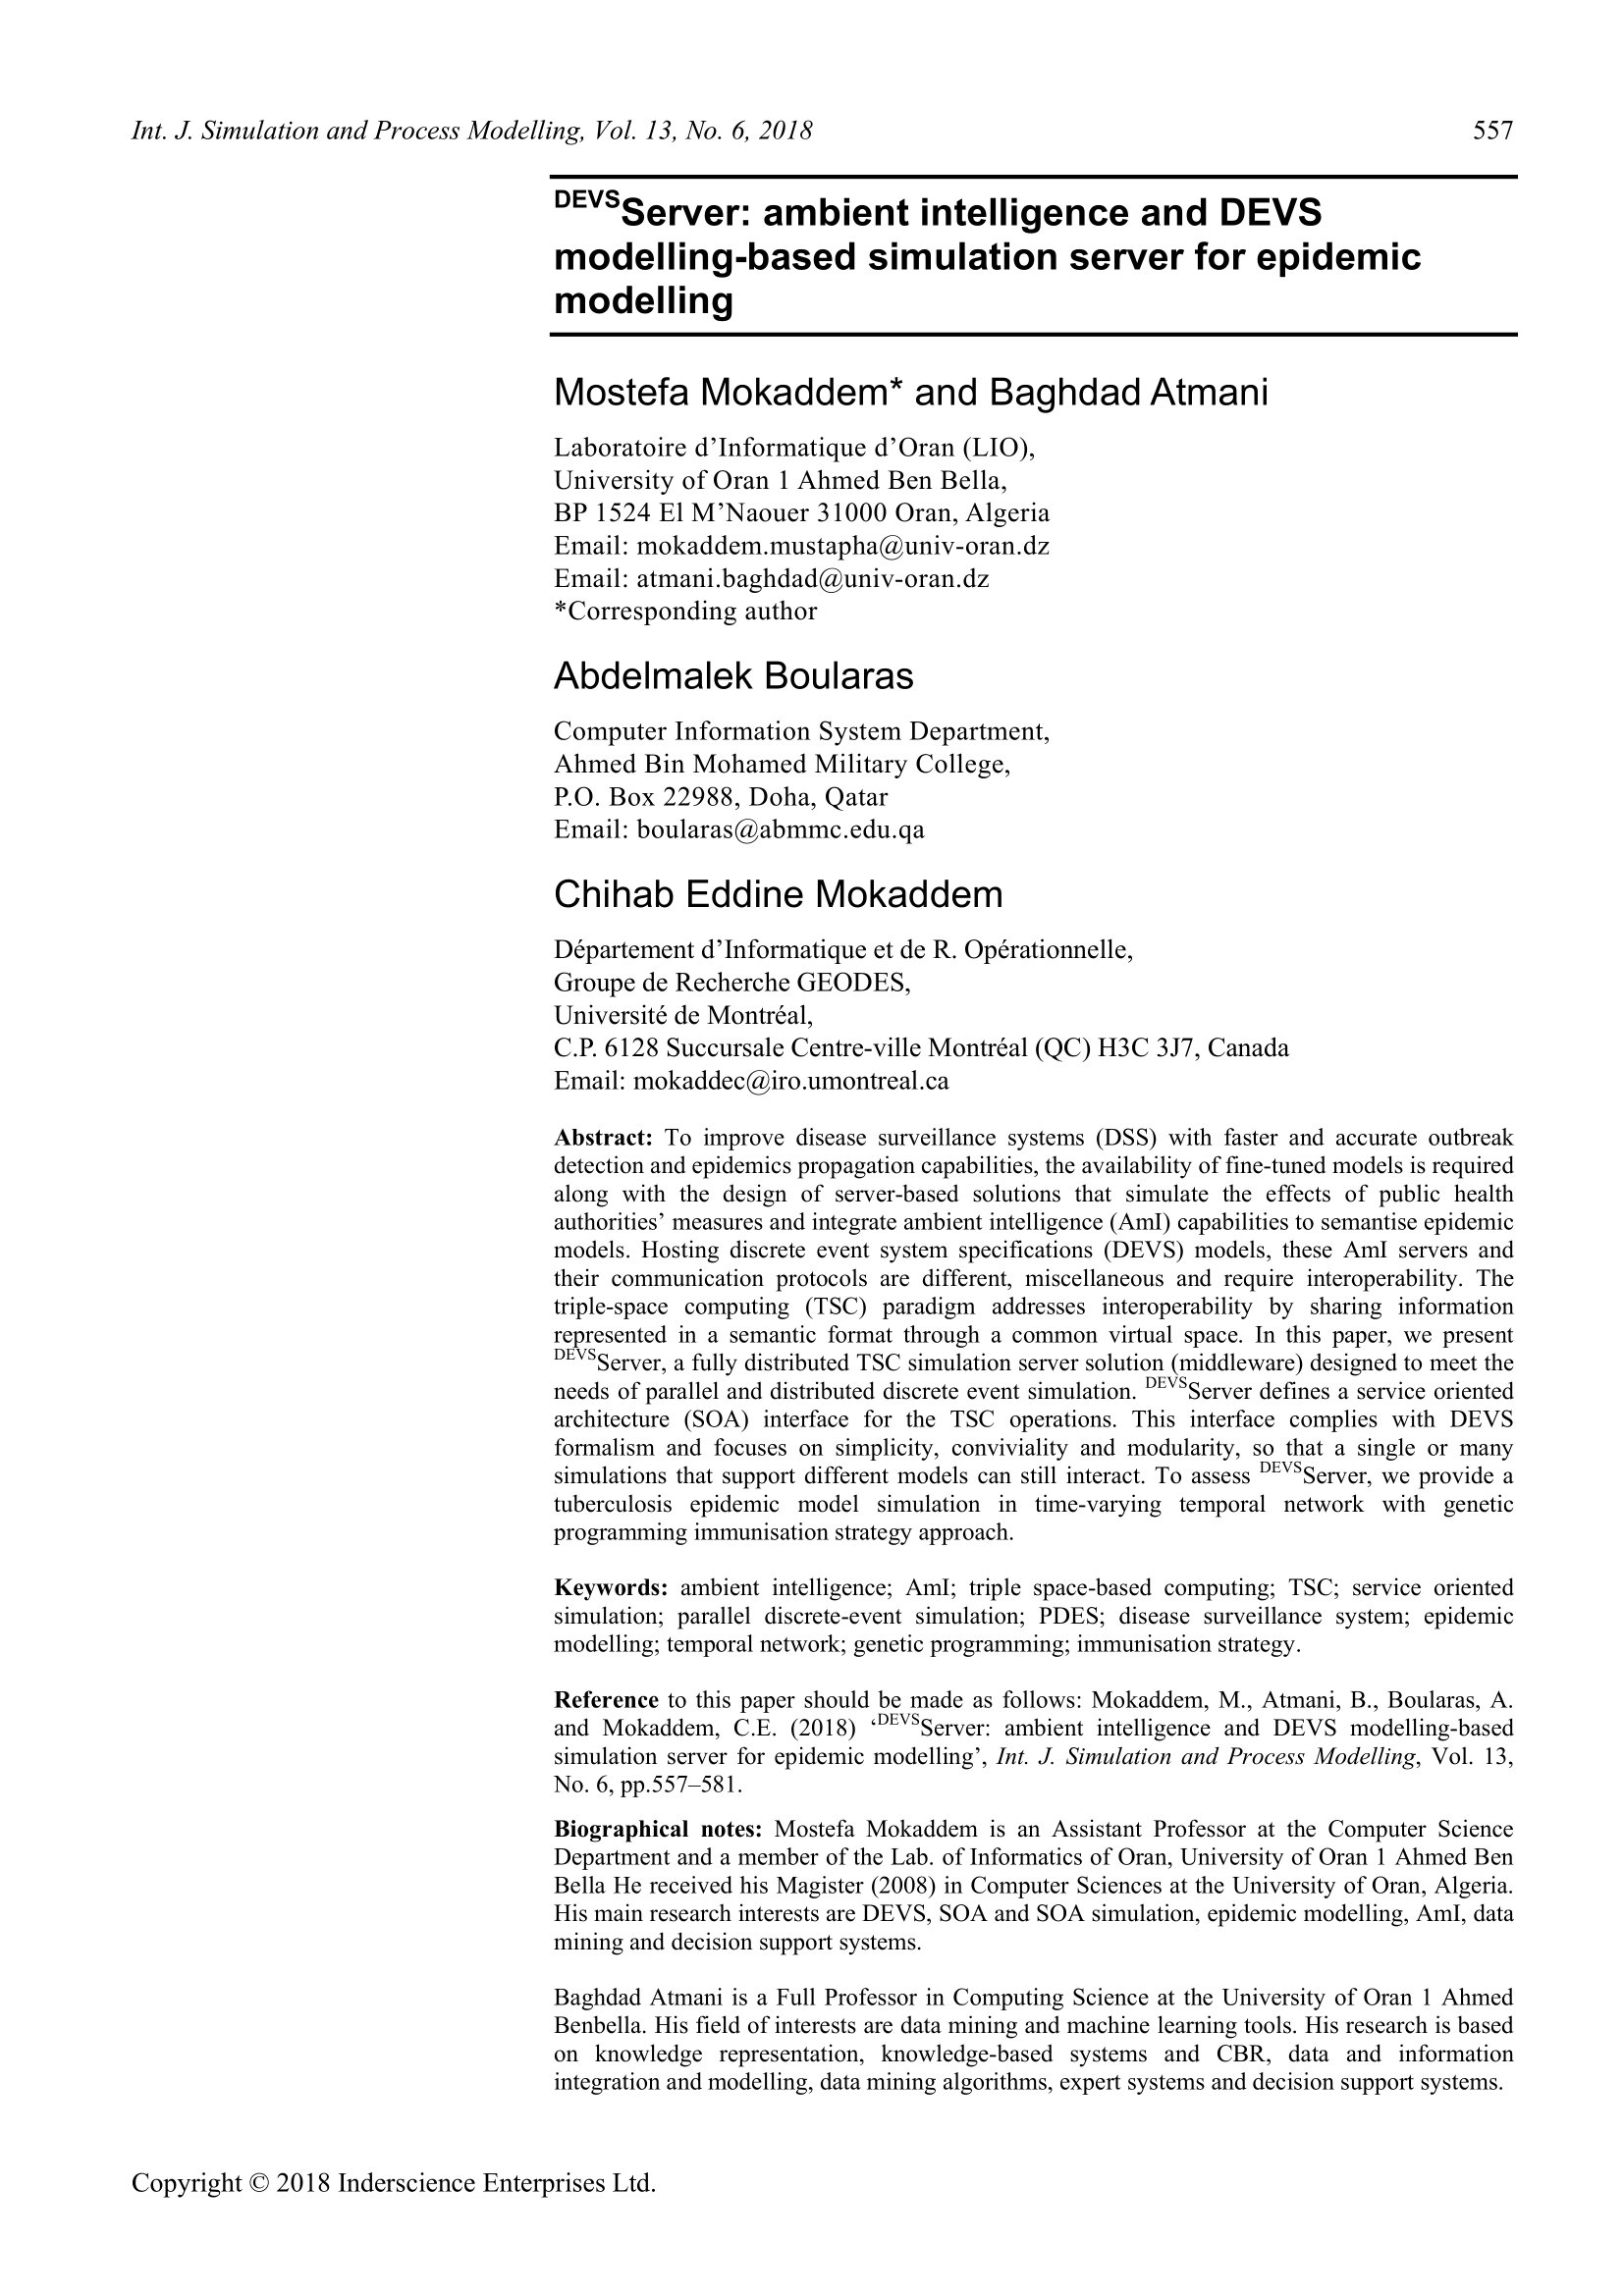 Int. J. Simulation and Process Modelling, Vol. 13, No. 6, 2018 557
DEVSServer: ambient intelligence and DEVS
modelling-based simulation server for epidemic
modelling
Mostefa Mokaddem* and Baghdad Atmani
Laboratoire d’Informatique d’Oran (LIO),
University of Oran 1 Ahmed Ben Bella,
BP 1524 El M’Naouer 31000 Oran, Algeria
Email: mokaddem.mustapha@univ-oran.dz
Email: atmani.baghdad@univ-oran.dz
*Corresponding author
Abdelmalek Boularas
Computer Information System Department,
Ahmed Bin Mohamed Military College,
P.O. Box 22988, Doha, Qatar
Email: boularas@abmmc.edu.qa
Chihab Eddine Mokaddem
Département d’Informatique et de R. Opérationnelle,
Groupe de Recherche GEODES,
Université de Montréal,
C.P. 6128 Succursale Centre-ville Montréal (QC) H3C 3J7, Canada
Email: mokaddec@iro.umontreal.ca
Abstract: To improve disease surveillance systems (DSS) with faster and accurate outbreak
detection and epidemics propagation capabilities, the availability of fine-tuned models is required
along with the design of server-based solutions that simulate the effects of public health
authorities’ measures and integrate ambient intelligence (AmI) capabilities to semantise epidemic
models. Hosting discrete event system specifications (DEVS) models, these AmI servers and
their communication protocols are different, miscellaneous and require interoperability. The
triple-space computing (TSC) paradigm addresses interoperability by sharing information
represented in a semantic format through a common virtual space. In this paper, we present
DEVSServer, a fully distributed TSC simulation server solution (middleware) designed to meet the
needs of parallel and distributed discrete event simulation. DEVSServer defines a service oriented
architecture (SOA) interface for the TSC operations. This interface complies with DEVS
formalism and focuses on simplicity, conviviality and modularity, so that a single or many
simulations that support different models can still interact. To assess DEVSServer, we provide a
tuberculosis epidemic model simulation in time-varying temporal network with genetic
programming immunisation strategy approach.
Keywords: ambient intelligence; AmI; triple space-based computing; TSC; service oriented
simulation; parallel discrete-event simulation; PDES; disease surveillance system; epidemic
modelling; temporal network; genetic programming; immunisation strategy.
Reference to this paper should be made as follows: Mokaddem, M., Atmani, B., Boularas, A.
and Mokaddem, C.E. (2018) ‘DEVSServer: ambient intelligence and DEVS modelling-based
simulation server for epidemic modelling’, Int. J. Simulation and Process Modelling, Vol. 13,
No. 6, pp.557–581.
Biographical notes: Mostefa Mokaddem is an Assistant Professor at the Computer Science
Department and a member of the Lab. of Informatics of Oran, University of Oran 1 Ahmed Ben
Bella He received his Magister (2008) in Computer Sciences at the University of Oran, Algeria.
His main research interests are DEVS, SOA and SOA simulation, epidemic modelling, AmI, data
mining and decision support systems.
Baghdad Atmani is a Full Professor in Computing Science at the University of Oran 1 Ahmed
Benbella. His field of interests are data mining and machine learning tools. His research is based
on knowledge representation, knowledge-based systems and CBR, data and information
integration and modelling, data mining algorithms, expert systems and decision support systems.
Copyright © 2018 Inderscience Enterprises Ltd.